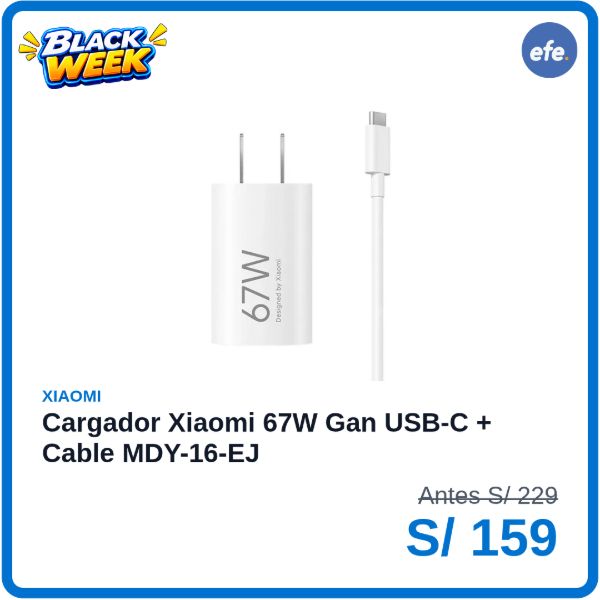 BLACK
WEEK
efe.
67W
Designed by Xiaomi
XIAOMI
Cargador Xiaomi 67W Gan USB-C +
Cable MDY-16-EJ
Antes S/ 229
S/ 159